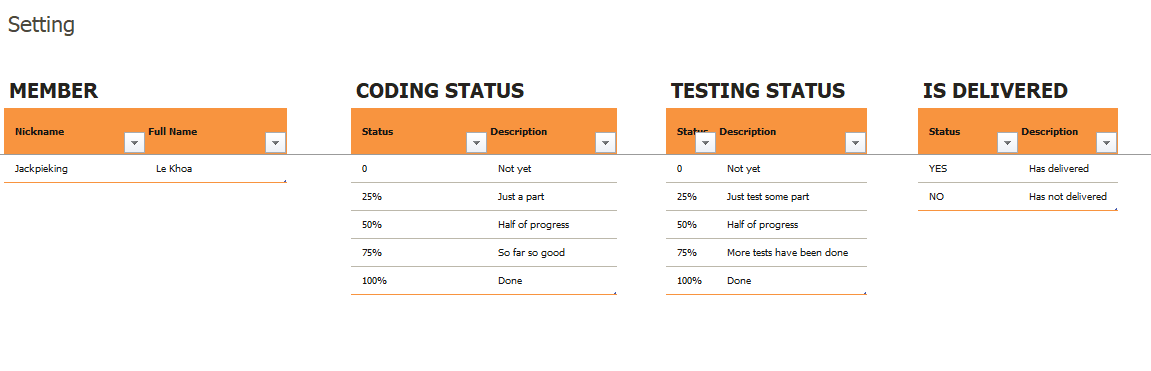 Setting
MEMBER CODING STATUS TESTING STATUS IS DELIVERED
Nickname Full Name Status Description Status Description Status Description
Jackpieking Le Khoa 0 Not yet 0 Not yet YES Has delivered
25% Just a part 25% Just test some part NO Has not delivered
50% Half of progress 50% Half of progress
75% So far so good 75% More tests have been done
100% Done 100% Done